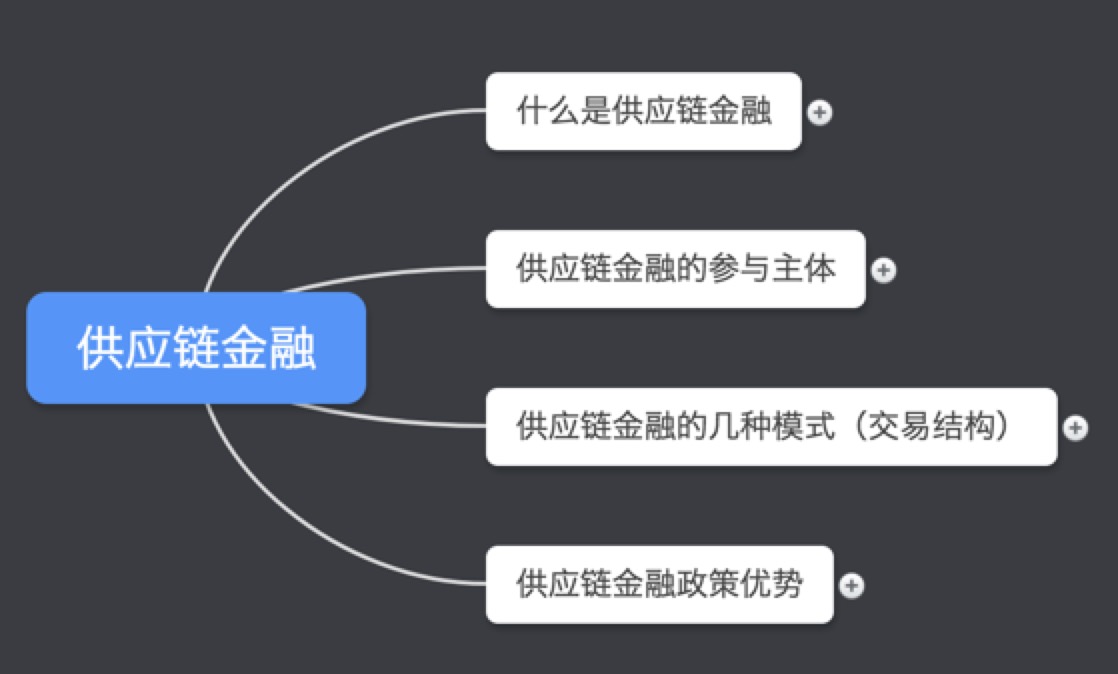 什么是供应链金融
供应链金融的参与主体
供应链金融
供应链金融的几种模式（交易结构）
供应链金融政策优势